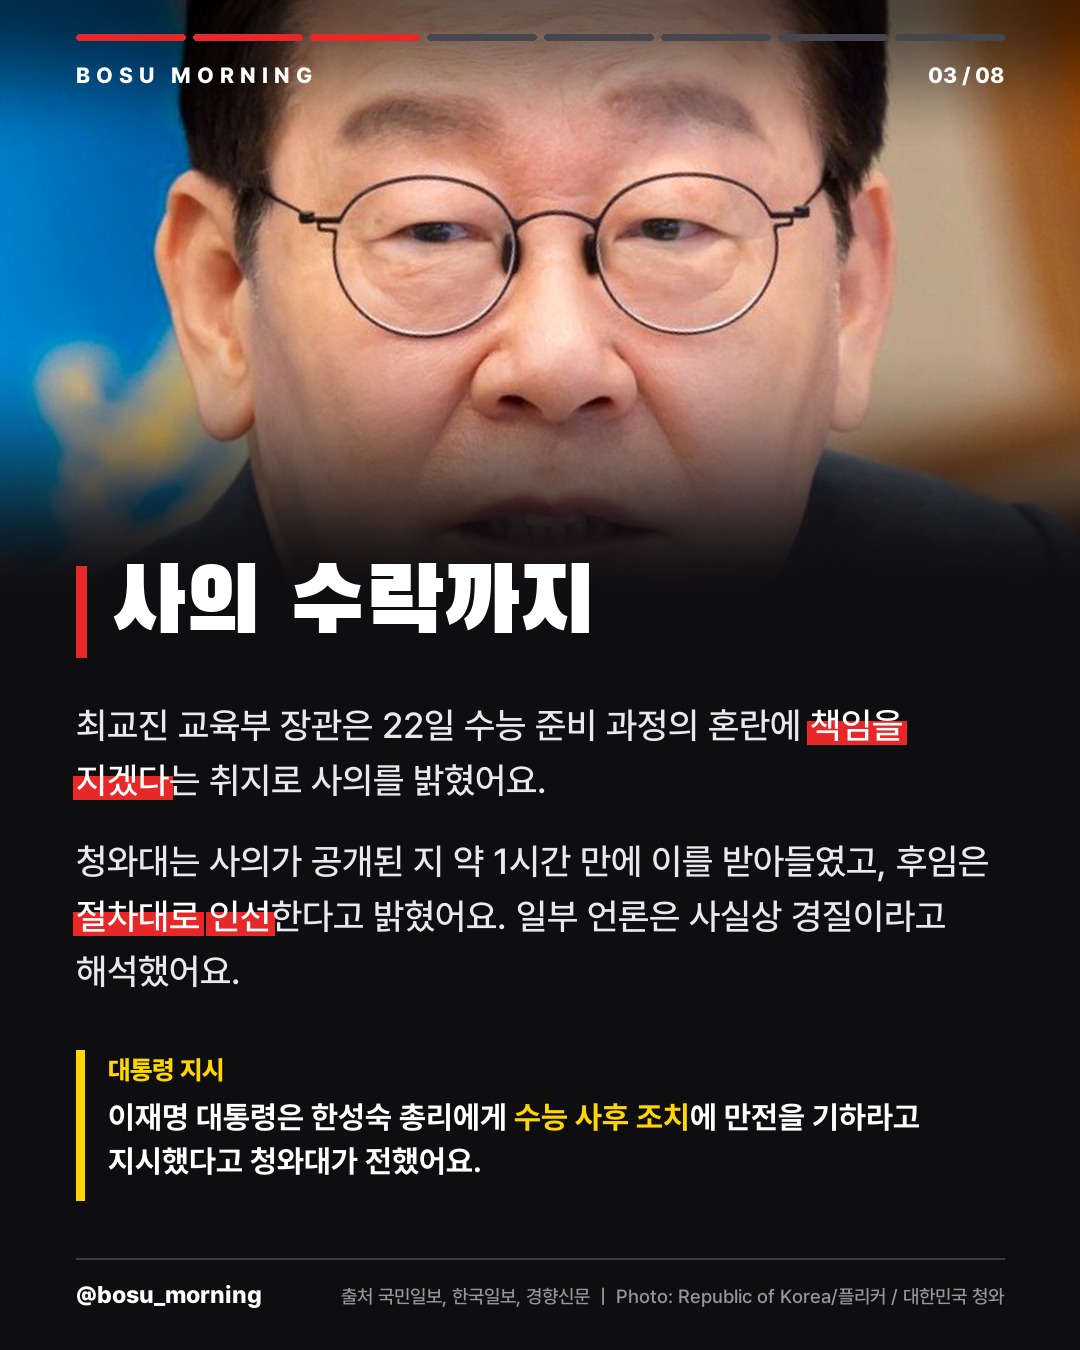 BOSU MORNING
03 / 08
사의 수락까지
최교진 교육부 장관은 22일 수능 준비 과정의 혼란에 책임을
지겠다는 취지로 사의를 밝혔어요.
청와대는 사의가 공개된 지 약 1시간 만에 이를 받아들였고, 후임은
절차대로 인선한다고 밝혔어요. 일부 언론은 사실상 경질이라고
해석했어요.
대통령 지시
이재명 대통령은 한성숙 총리에게 수능 사후 조치에 만전을 기하라고
지시했다고 청와대가 전했어요.
@bosu_morning
출처 국민일보, 한국일보, 경향신문 | Photo: Republic of Korea/플리커 / 대한민국 청와